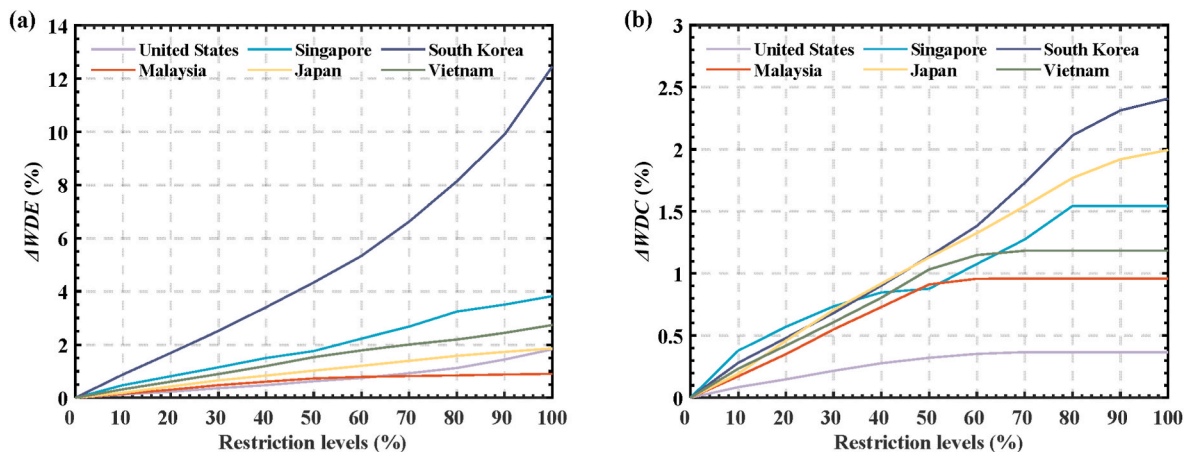 (a)
14
12
10
8
6
4
2
0
ΔWDE (%)
United States Singapore South Korea
Malaysia Japan Vietnam
0 10 20 30 40 50 60 70 80 90 100
Restriction levels (%)
(b)
3
2.5
2
1.5
1
0.5
0
ΔWDC (%)
United States Singapore South Korea
Malaysia Japan Vietnam
0 10 20 30 40 50 60 70 80 90 100
Restriction levels (%)